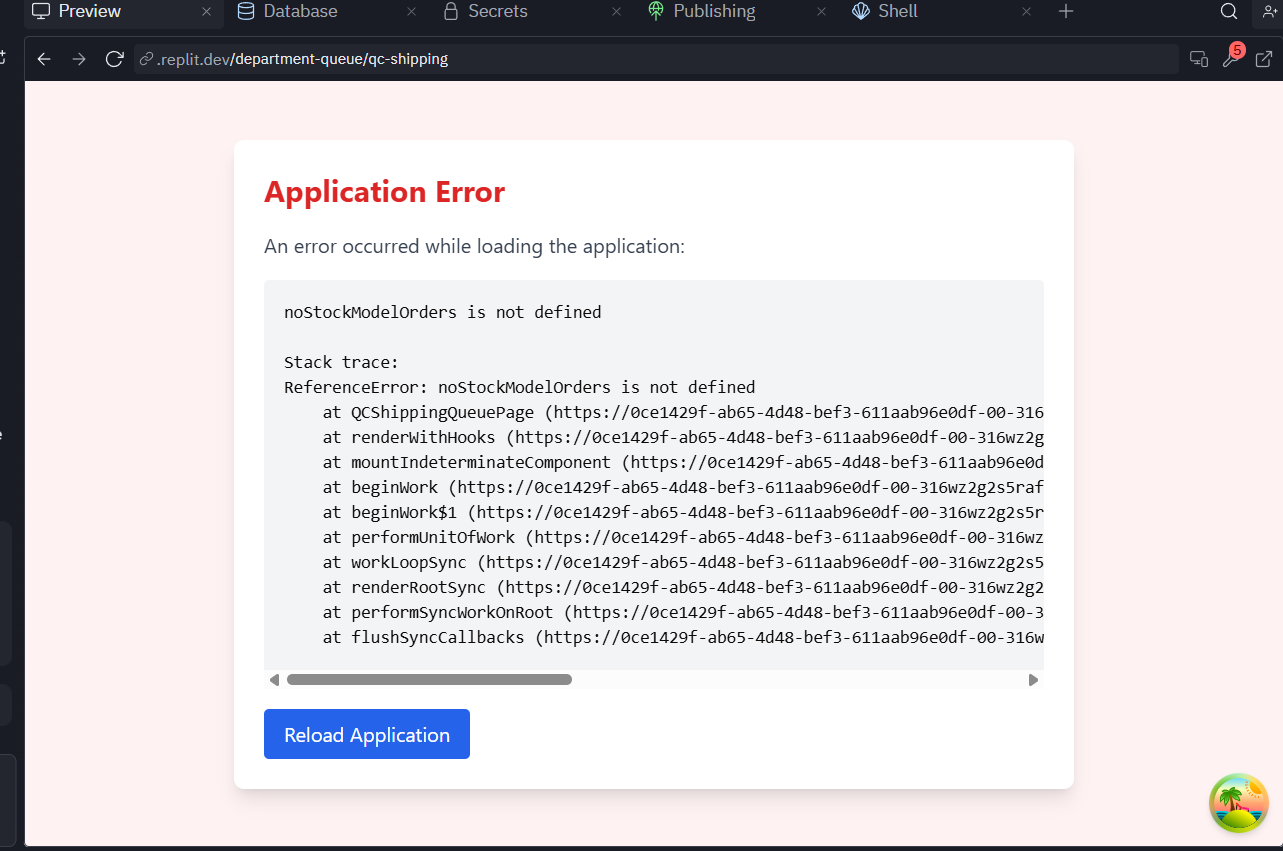 Preview
Database
Secrets
Publishing
Shell
.replit.dev/department-queue/qc-shipping
5
Application Error
An error occurred while loading the application:
noStockModelOrders is not defined
Stack trace:
ReferenceError: noStockModelOrders is not defined
at QCShippingQueuePage (https://0ce1429f-ab65-4d48-bef3-611aab96e0df-00-316
at renderWithHooks (https://0ce1429f-ab65-4d48-bef3-611aab96e0df-00-316wz2g
at mountIndeterminateComponent (https://0ce1429f-ab65-4d48-bef3-611aab96e0d
at beginWork (https://0ce1429f-ab65-4d48-bef3-611aab96e0df-00-316wz2g2s5raf
at beginWork$1 (https://0ce1429f-ab65-4d48-bef3-611aab96e0df-00-316wz2g2s5r
at performUnitOfWork (https://0ce1429f-ab65-4d48-bef3-611aab96e0df-00-316wz
at workLoopSync (https://0ce1429f-ab65-4d48-bef3-611aab96e0df-00-316wz2g2s5
at renderRootSync (https://0ce1429f-ab65-4d48-bef3-611aab96e0df-00-316wz2g2
at performSyncWorkOnRoot (https://0ce1429f-ab65-4d48-bef3-611aab96e0df-00-3
at flushSyncCallbacks (https://0ce1429f-ab65-4d48-bef3-611aab96e0df-00-316w
Reload Application